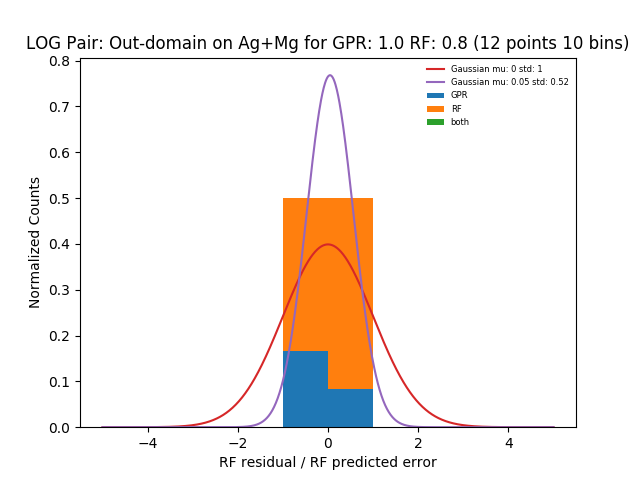 LOG Pair: Out-domain on Ag+Mg for GPR: 1.0 RF: 0.8 (12 points 10 bins)
Gaussian mu: 0 std: 1
Gaussian mu: 0.05 std: 0.52
GPR
RF
both
Normalized Counts
0.8
0.7
0.6
0.5
0.4
0.3
0.2
0.1
0.0
−4 −2 0 2 4
RF residual / RF predicted error